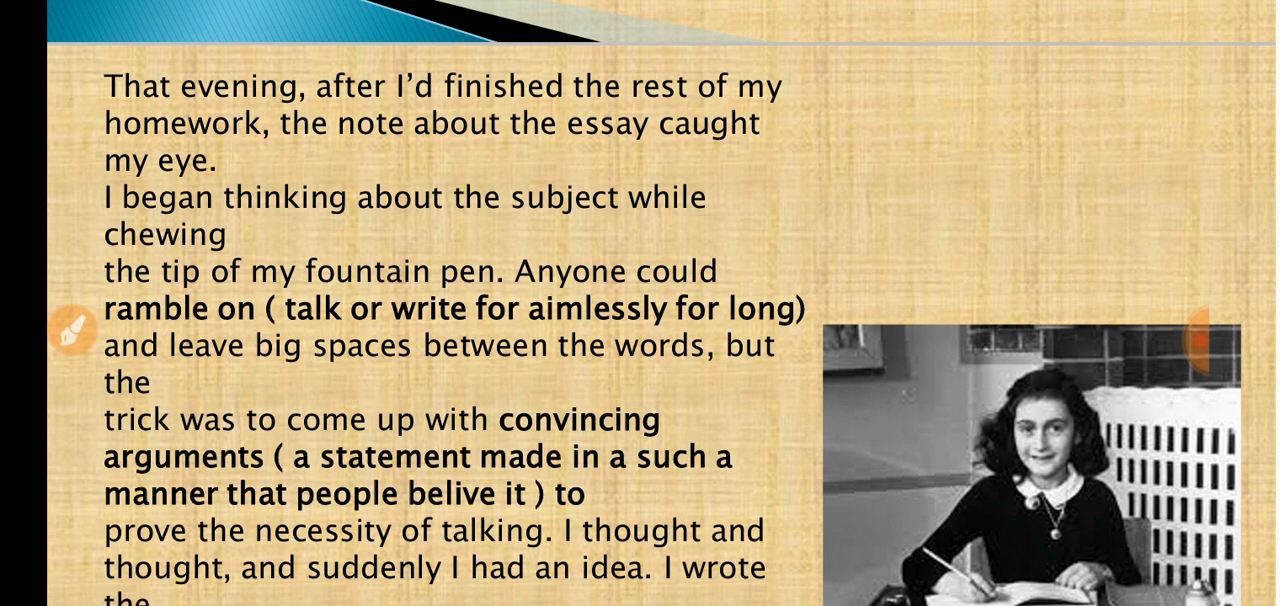 That evening, after I’d finished the rest of my
homework, the note about the essay caught
my eye.
I began thinking about the subject while
chewing
the tip of my fountain pen. Anyone could
ramble on ( talk or write for aimlessly for long)
and leave big spaces between the words, but
the
trick was to come up with convincing
arguments ( a statement made in a such a
manner that people belive it ) to
prove the necessity of talking. I thought and
thought, and suddenly I had an idea. I wrote
the